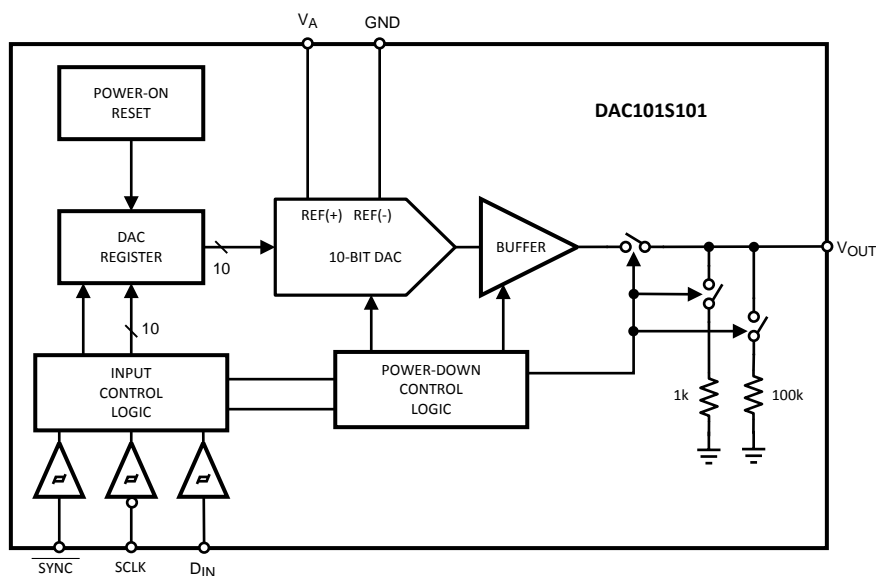 VA
GND
POWER-ON
RESET
DAC101S101
REF(+) REF(-)
DAC
REGISTER
10
10-BIT DAC
BUFFER
VOUT
10
INPUT
CONTROL
LOGIC
POWER-DOWN
CONTROL
LOGIC
1k
100k
SYNC
SCLK
DIN